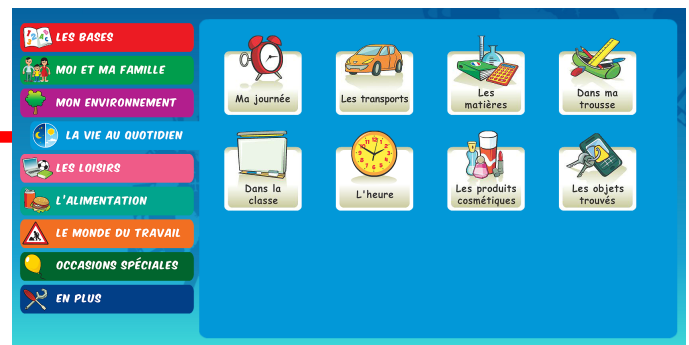 LES BASES
MOI ET MA FAMILLE
MON ENVIRONNEMENT
LA VIE AU QUOTIDIEN
LES LOISIRS
L'ALIMENTATION
LE MONDE DU TRAVAIL
OCCASIONS SPÉCIALES
EN PLUS
Ma journée
Les transports
Les
matières
Dans ma
trousse
Dans la
classe
L'heure
Les produits
cosmétiques
Les objets
trouvés